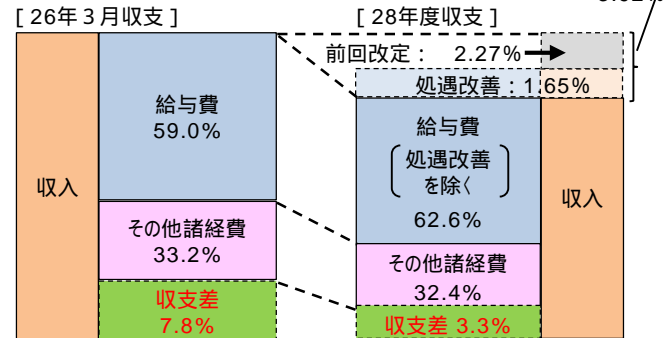 [ 26年3月収支 ]
[ 28年度収支 ]
前回改定： 2.27%
処遇改善：1.65%
収入
給与費
59.0%
その他諸経費
33.2%
収支差
7.8%
給与費
処遇改善
を除く
62.6%
その他諸経費
32.4%
収支差 3.3%
収入